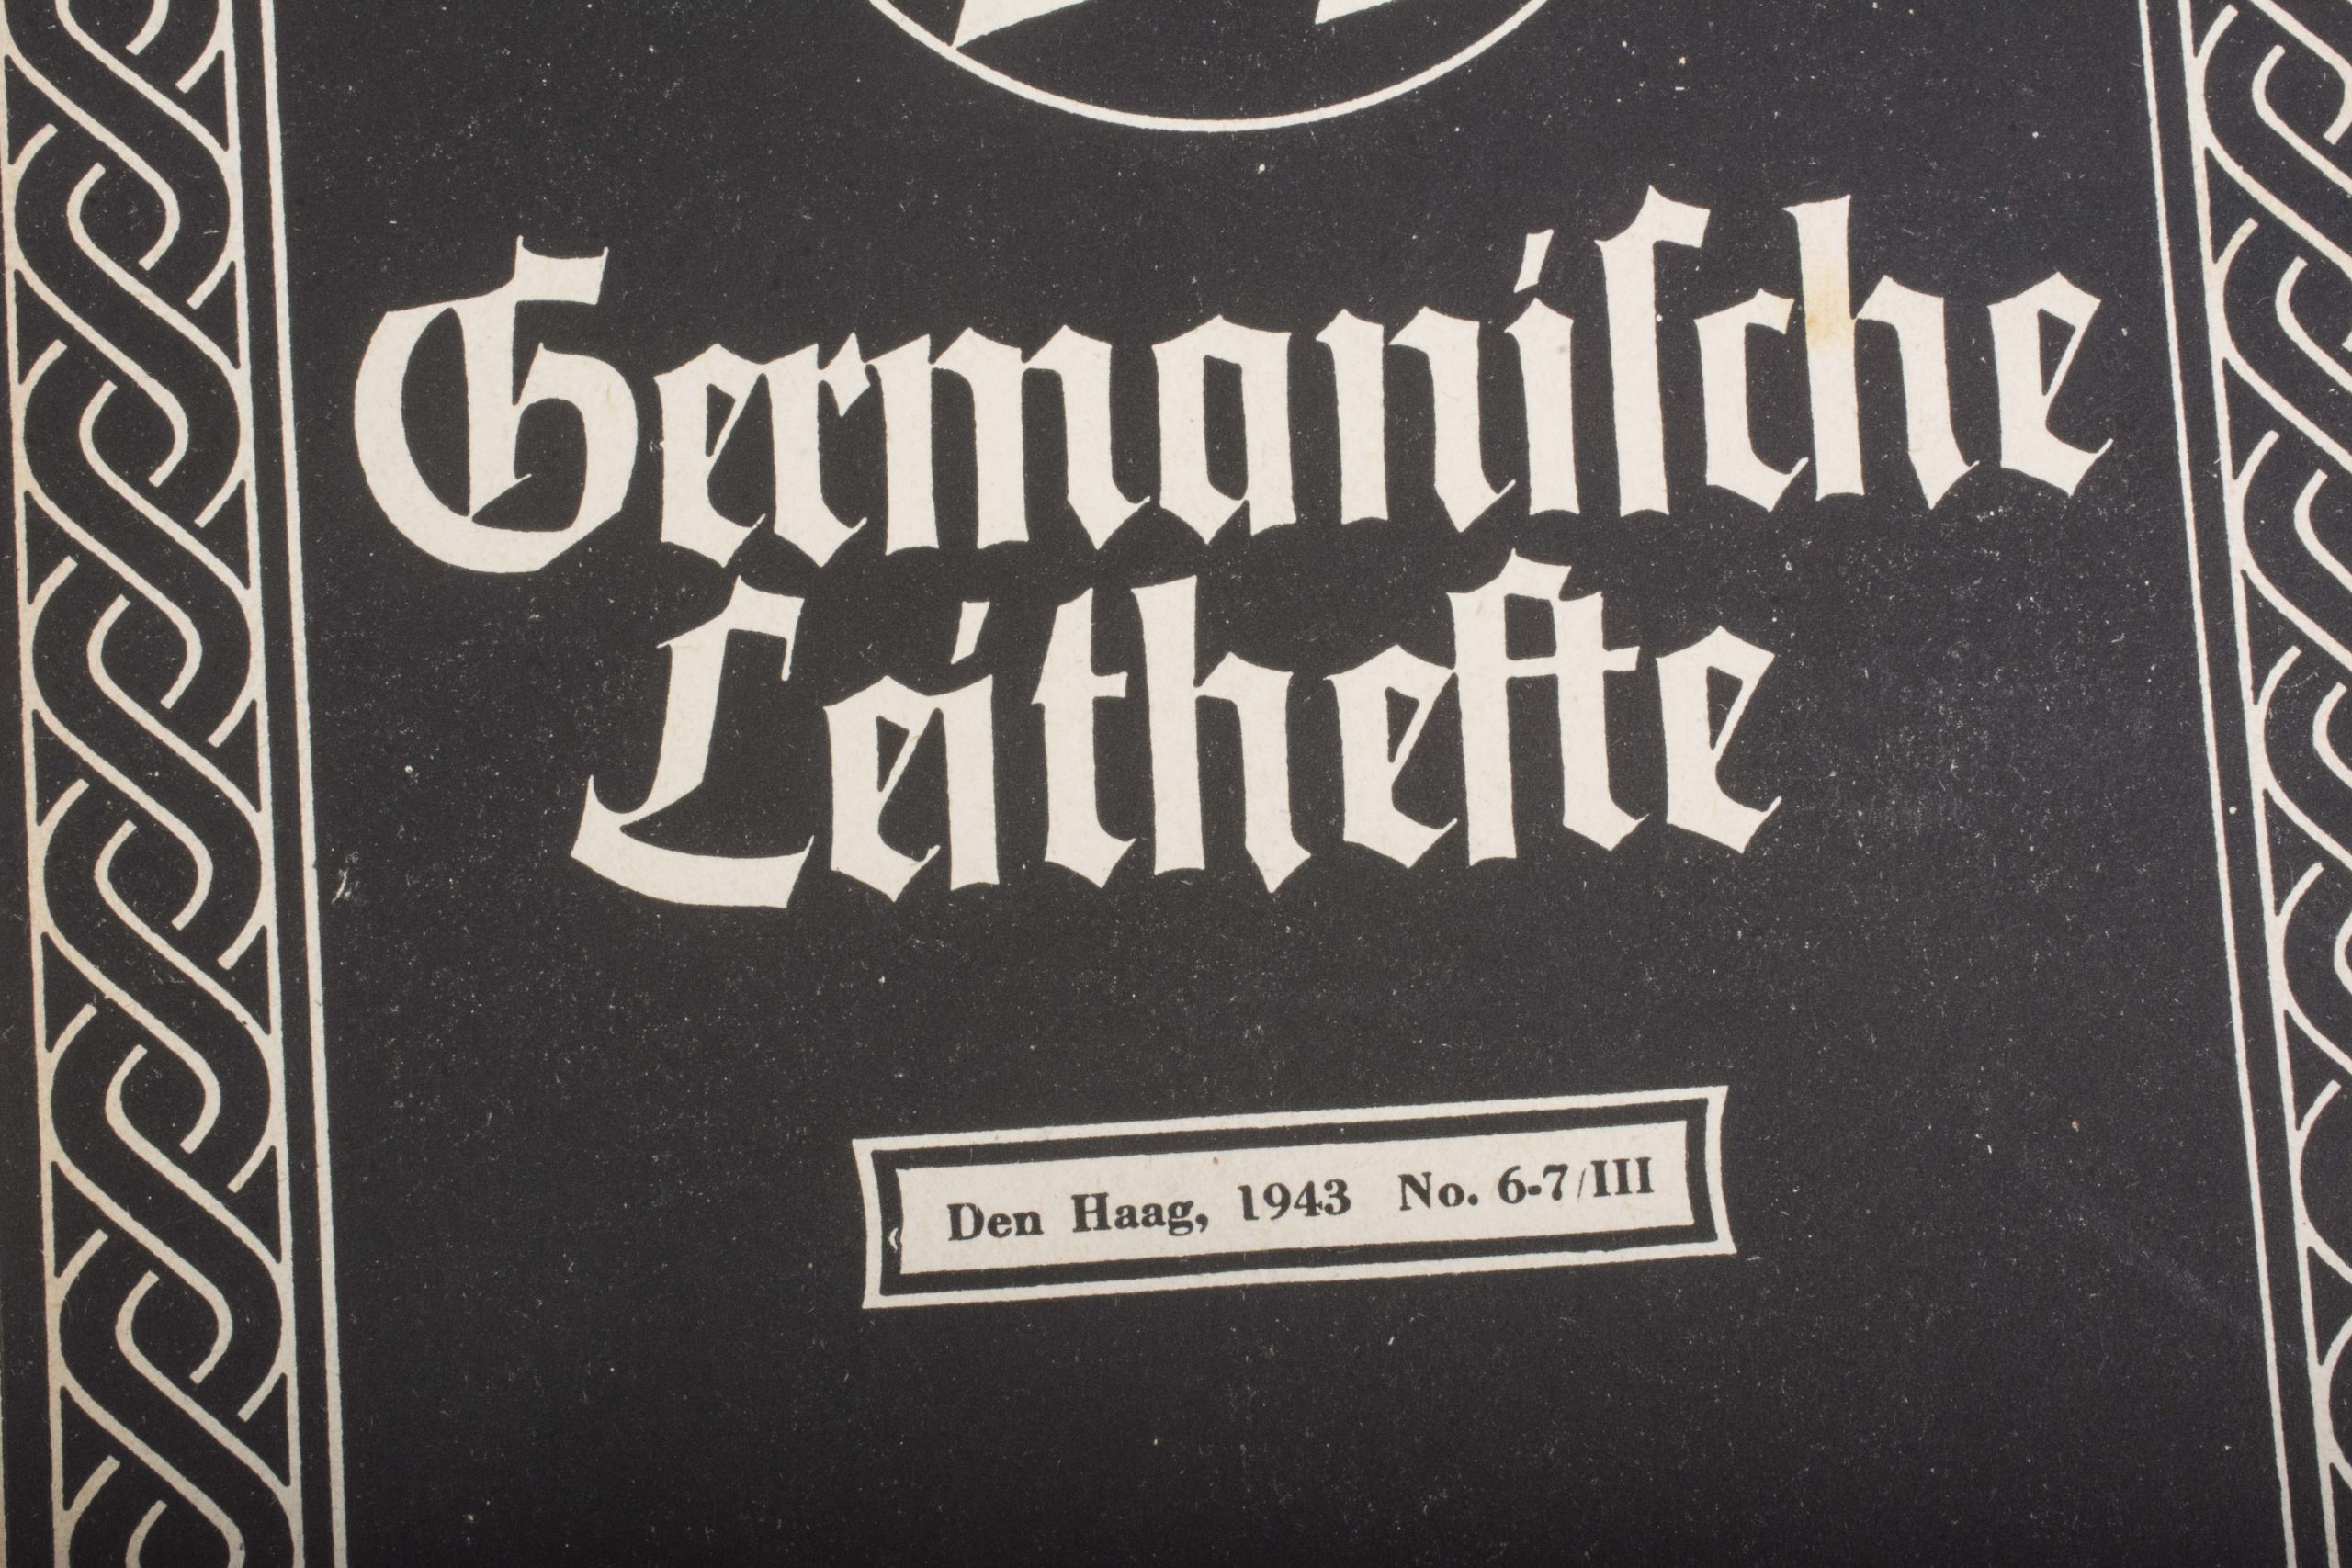 Germaniſche
Leithefte
Den Haag, 1943 No. 6-7/III